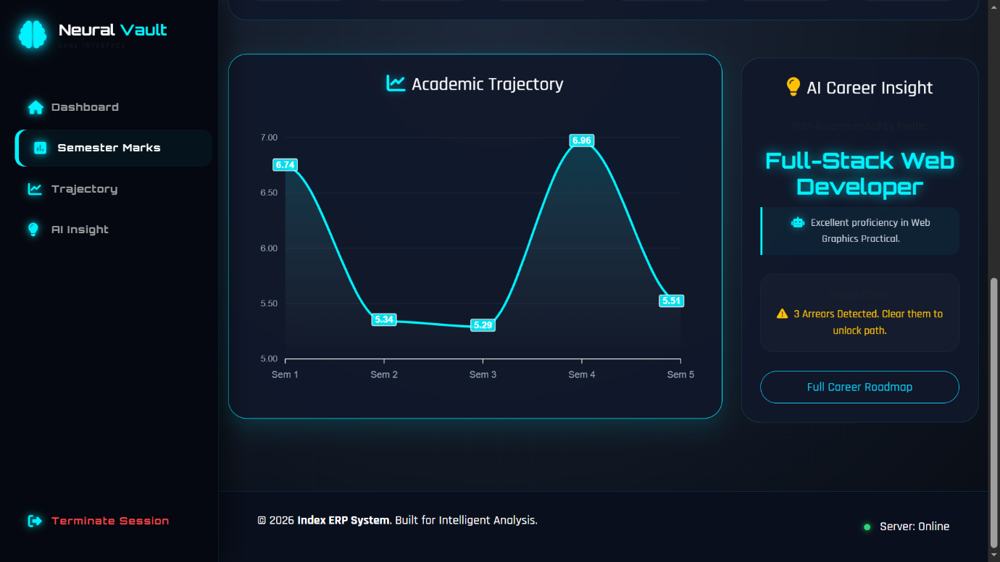 Neural Vault
CORE INTERFACE
Dashboard
Semester Marks
Trajectory
AI Insight
Terminate Session
Academic Trajectory
7.00
6.50
6.00
5.50
5.00
6.74
5.34
5.29
6.96
5.51
Sem 1
Sem 2
Sem 3
Sem 4
Sem 5
AI Career Insight
Path Recommended by Profile:
Full-Stack Web
Developer
Excellent proficiency in Web
Graphics Practical.
3 Arrears Detected. Clear them to
unlock path.
Full Career Roadmap
© 2026 Index ERP System. Built for Intelligent Analysis.
Server: Online